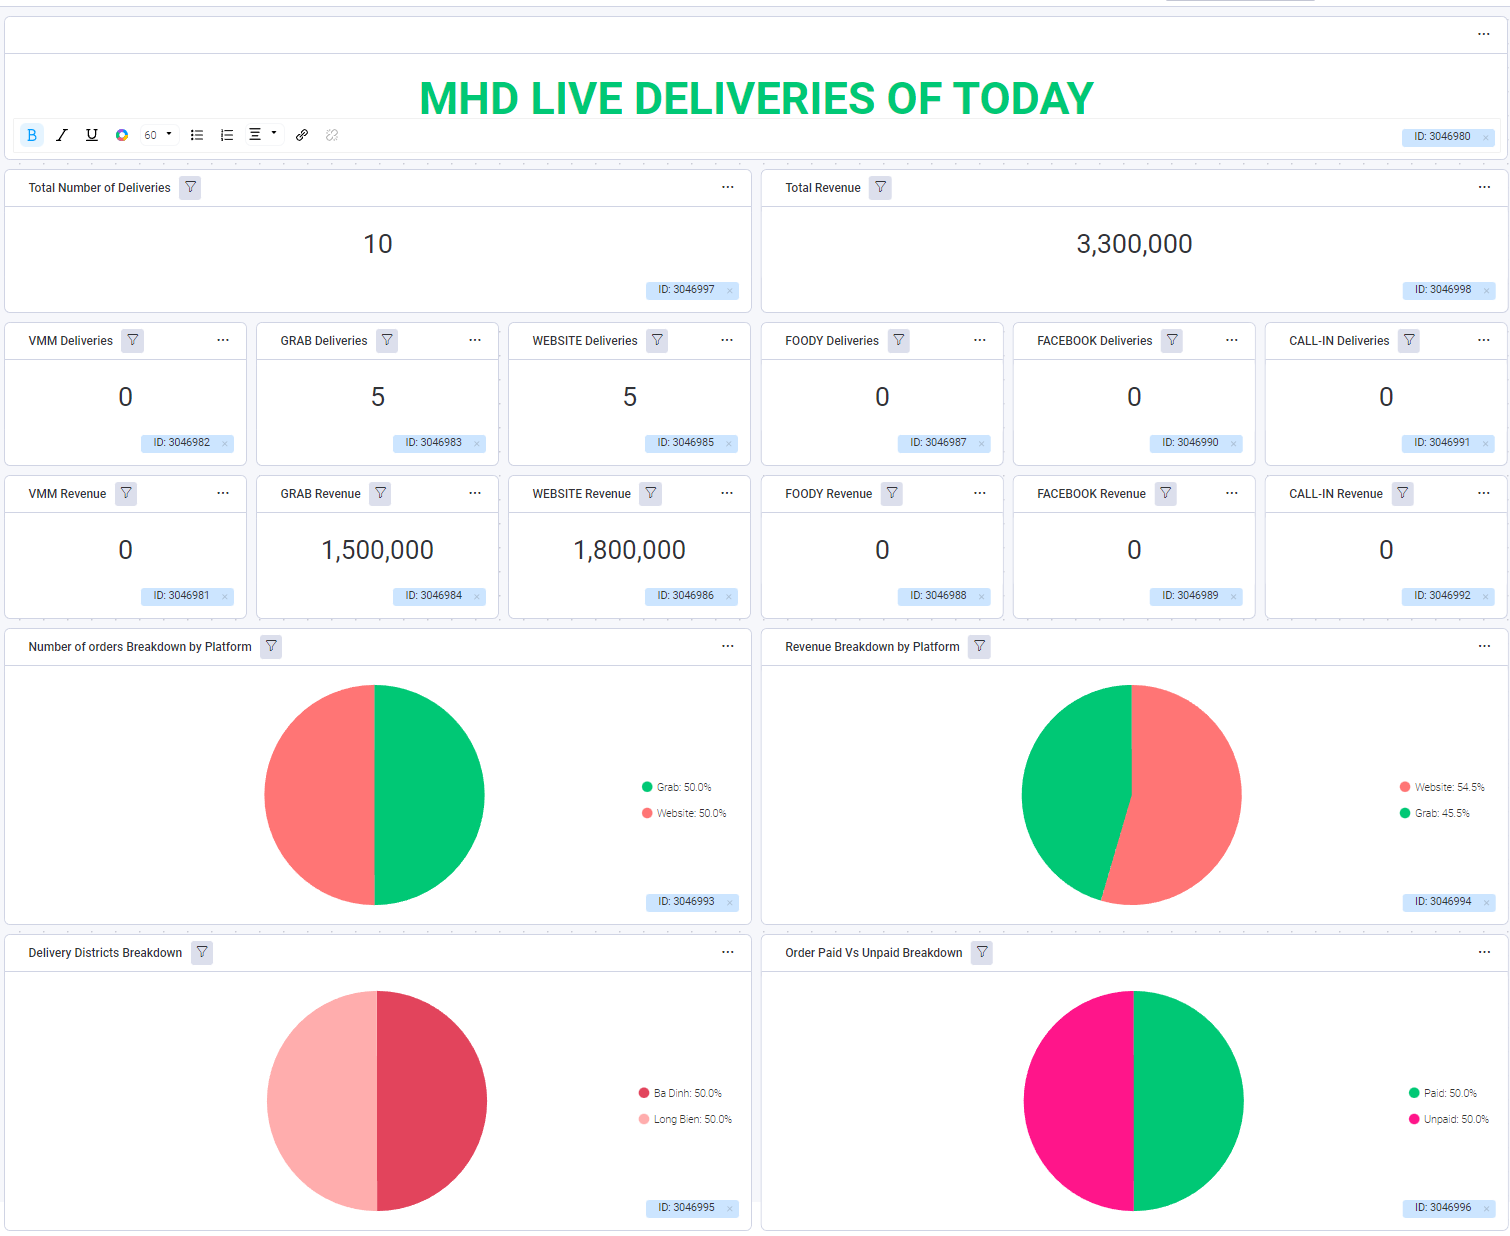 MHD LIVE DELIVERIES OF TODAY
B I U 60
ID: 3046980 ×
Total Number of Deliveries
10
ID: 3046997 ×
Total Revenue
3,300,000
ID: 3046998 ×
VMM Deliveries
0
ID: 3046982 ×
GRAB Deliveries
5
ID: 3046983 ×
WEBSITE Deliveries
5
ID: 3046985 ×
FOODY Deliveries
0
ID: 3046987 ×
FACEBOOK Deliveries
0
ID: 3046990 ×
CALL-IN Deliveries
0
ID: 3046991 ×
VMM Revenue
0
ID: 3046981 ×
GRAB Revenue
1,500,000
ID: 3046984 ×
WEBSITE Revenue
1,800,000
ID: 3046986 ×
FOODY Revenue
0
ID: 3046988 ×
FACEBOOK Revenue
0
ID: 3046989 ×
CALL-IN Revenue
0
ID: 3046992 ×
Number of orders Breakdown by Platform
Grab: 50.0%
Website: 50.0%
ID: 3046993 ×
Revenue Breakdown by Platform
Website: 54.5%
Grab: 45.5%
ID: 3046994 ×
Delivery Districts Breakdown
Ba Dinh: 50.0%
Long Bien: 50.0%
ID: 3046995 ×
Order Paid Vs Unpaid Breakdown
Paid: 50.0%
Unpaid: 50.0%
ID: 3046996 ×